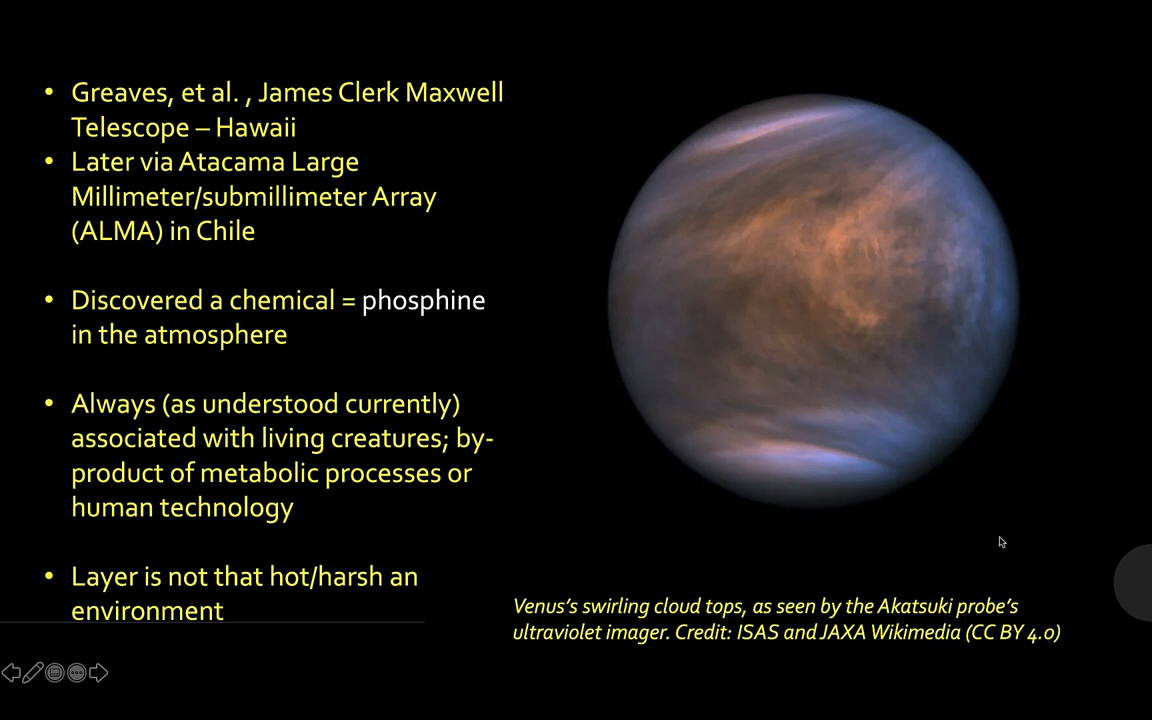 • Greaves, et al. , James Clerk Maxwell
Telescope – Hawaii
• Later via Atacama Large
Millimeter/submillimeter Array
(ALMA) in Chile
• Discovered a chemical = phosphine
in the atmosphere
• Always (as understood currently)
associated with living creatures; by-
product of metabolic processes or
human technology
• Layer is not that hot/harsh an
environment
Venus’s swirling cloud tops, as seen by the Akatsuki probe’s
ultraviolet imager. Credit: ISAS and JAXA Wikimedia (CC BY 4.0)